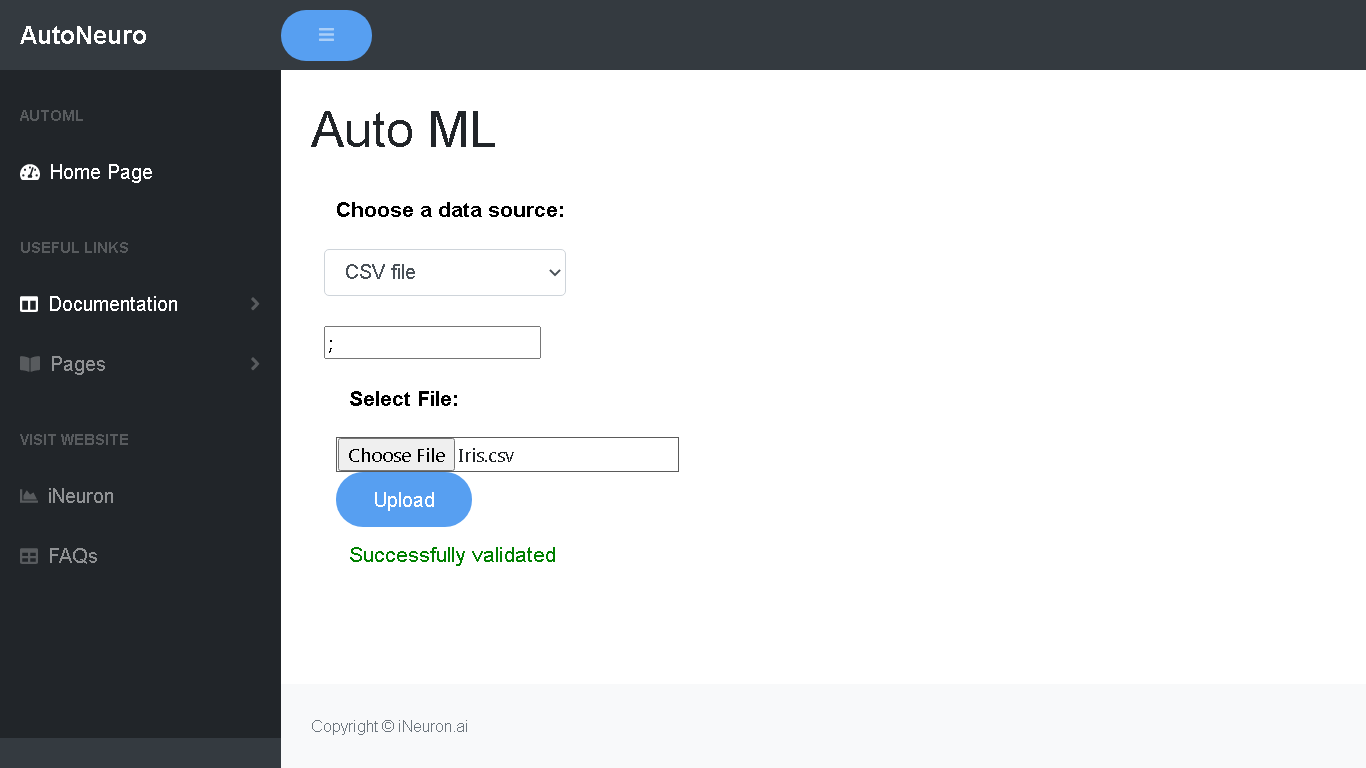 AutoNeuro
AUTOML
Home Page
USEFUL LINKS
Documentation
Pages
VISIT WEBSITE
iNeuron
FAQs
Auto ML
Choose a data source:
CSV file
;
Select File:
Choose File Iris.csv
Upload
Successfully validated
Copyright © iNeuron.ai